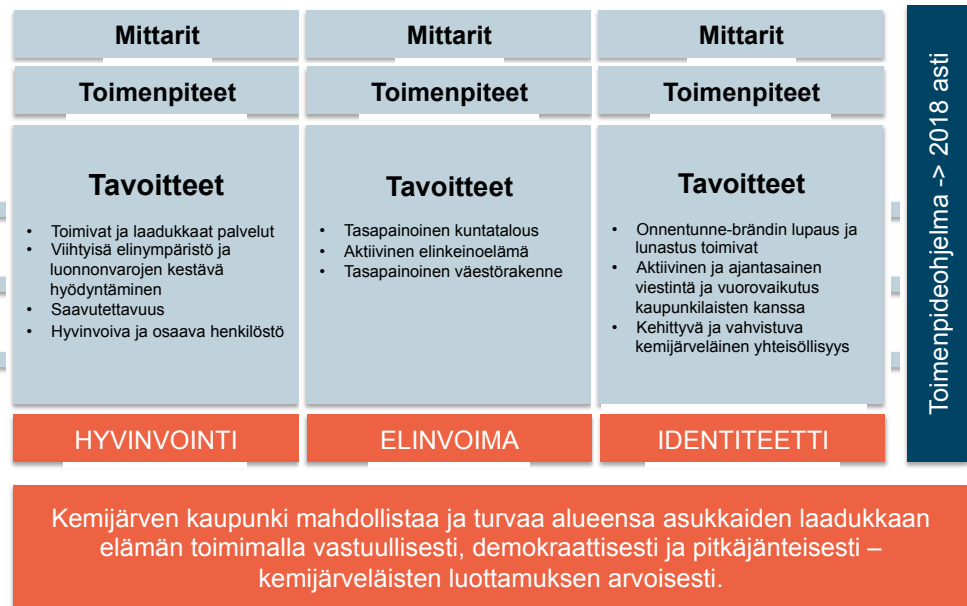 Mittarit
Toimenpiteet
Tavoitteet
• Toimivat ja laadukkaat palvelut
• Viihtyisä elinympäristö ja
luonnonvarojen kestävä
hyödyntäminen
• Saavutettavuus
• Hyvinvoiva ja osaava henkilöstö
HYVINVOINTI
Mittarit
Toimenpiteet
Tavoitteet
• Tasapainoinen kuntatalous
• Aktiivinen elinkeinoelämä
• Tasapainoinen väestörakenne
ELINVOIMA
Mittarit
Toimenpiteet
Tavoitteet
• Onnentunne-brändin lupaus ja
lunastus toimivat
• Aktiivinen ja ajantasainen
viestintä ja vuorovaikutus
kaupunkilaisten kanssa
• Kehittyvä ja vahvistuva
kemijärveläinen yhteisöllisyys
IDENTITEETTI
Toimenpideohjelma -> 2018 asti
Kemijärven kaupunki mahdollistaa ja turvaa alueensa asukkaiden laadukkaan
elämän toimimalla vastuullisesti, demokraattisesti ja pitkäjänteisesti –
kemijärveläisten luottamuksen arvoisesti.